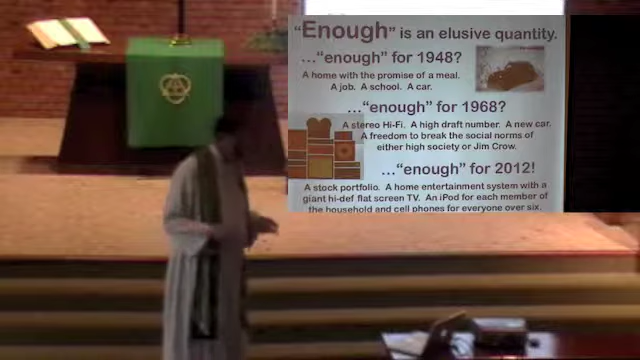 "Enough" is an elusive quantity.
..."enough" for 1948?
A home with the promise of a meal.
A job. A school. A car.
..."enough" for 1968?
A stereo Hi-Fi. A high draft number. A new car.
A freedom to break the social norms of
either high society or Jim Crow.
..."enough" for 2012!
A stock portfolio. A home entertainment system with a
giant hi-def flat screen TV. An iPod for each member of
the household and cell phones for everyone over six.